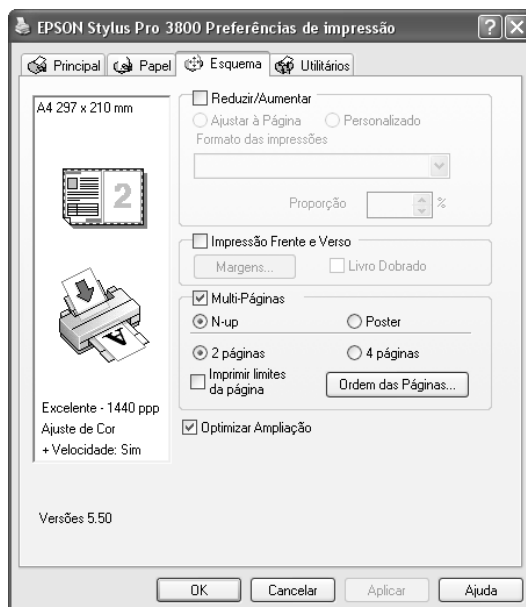 EPSON Stylus Pro 3800 Preferências de impressão
Principal
Papel
Esquema
Utilitários
A4 297 x 210 mm
2
A
Excelente - 1440 ppp
Ajuste de Cor
+ Velocidade: Sim
Versões 5.50
Reduzir/Aumentar
Ajustar à Página
Personalizado
Formato das impressões
Proporção
%
Impressão Frente e Verso
Margens...
Livro Dobrado
Multi-Páginas
N-up
Poster
2 páginas
4 páginas
Imprimir limites
da página
Ordem das Páginas...
Optimizar Ampliação
OK
Cancelar
Aplicar
Ajuda